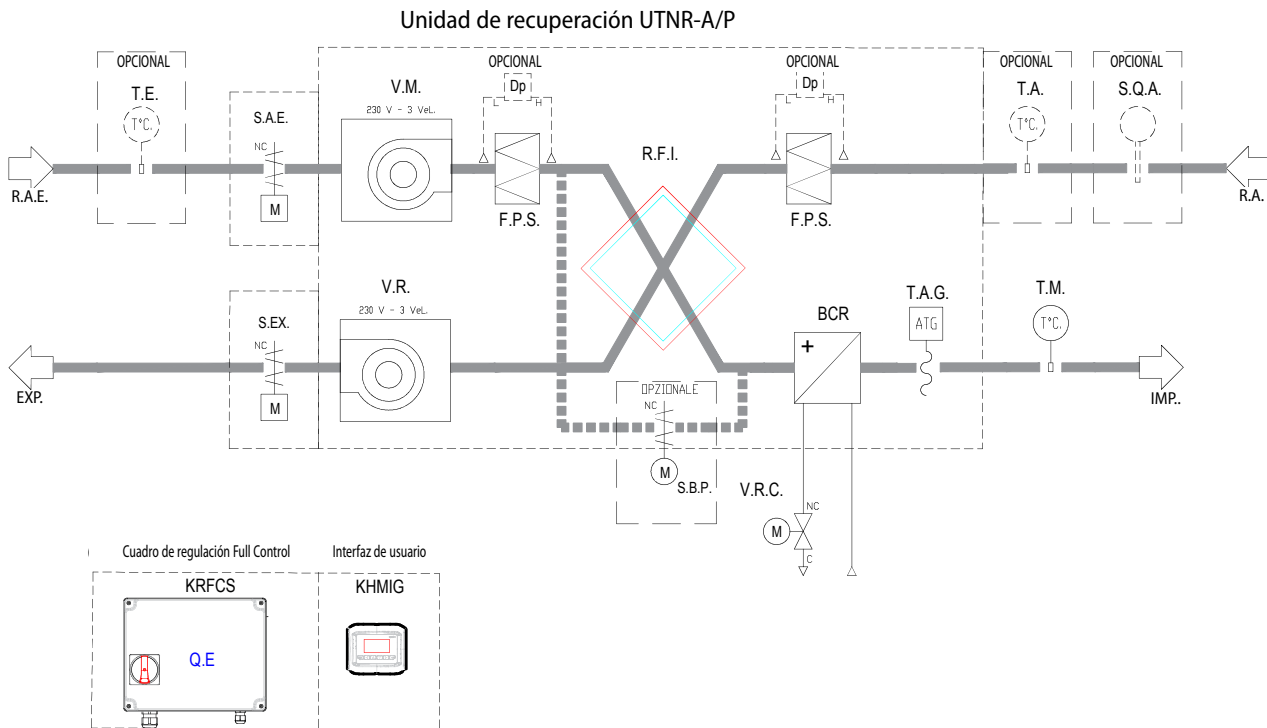 Unidad de recuperación UTNR-A/P
OPCIONAL
OPCIONAL
OPCIONAL
OPCIONAL
OPCIONAL
T.E.
T°C.
S.A.E.
NC
M
V.M.
230 V - 3 VeL.
Dp
L
H
F.P.S.
R.F.I.
Dp
L
H
F.P.S.
T.A.
T°C.
S.Q.A.
R.A.E.
R.A.
S.EX.
NC
M
V.R.
230 V - 3 VeL.
BCR
+
T.A.G.
ATG
T.M.
T°C.
EXP.
IMP..
OPZIONALE
NC
M
S.B.P.
V.R.C.
NC
M
C
Cuadro de regulación Full Control
Interfaz de usuario
KRFCS
KHMIG
Q.E